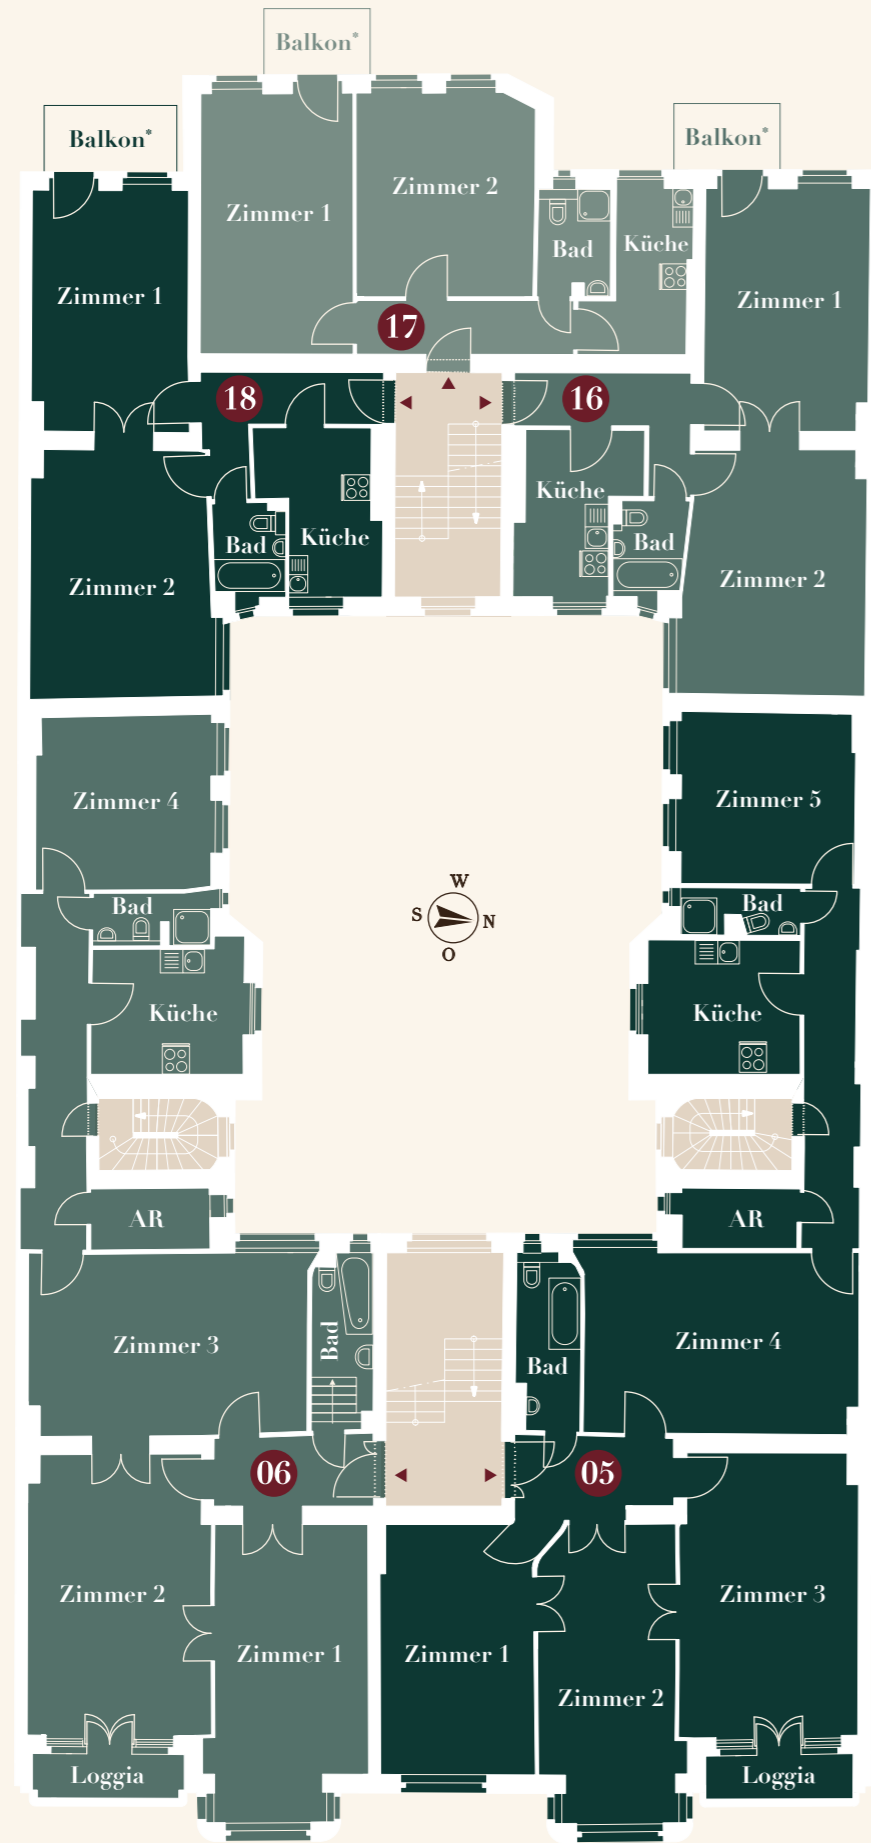 Balkon*
Balkon*
Balkon*
Zimmer 1
Zimmer 2
Bad
Küche
Zimmer 1
Zimmer 1
17
18
16
Zimmer 2
Bad
Küche
Küche
Bad
Zimmer 2
Zimmer 4
Zimmer 5
Bad
Bad
W
S
N
O
Küche
Küche
AR
AR
Zimmer 3
Bad
Bad
Zimmer 4
06
05
Zimmer 2
Zimmer 1
Zimmer 1
Zimmer 2
Zimmer 3
Loggia
Loggia